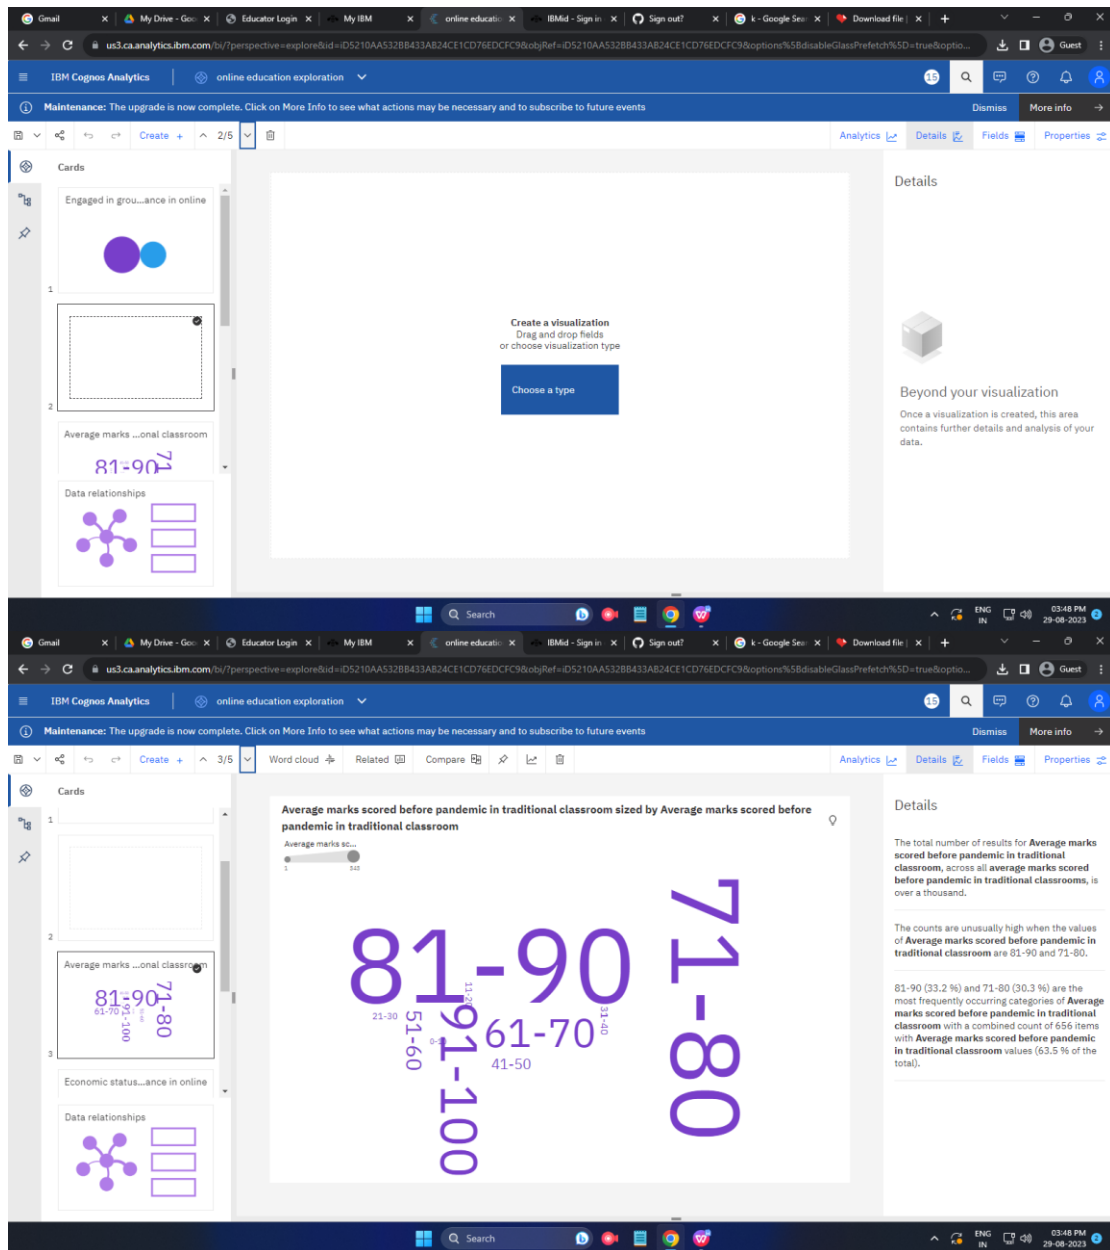 Gmail
My Drive - Goo
Educator Login
My IBM
online educatio
IBMid - Sign in
Sign out?
k - Google Sear
Download file |
us3.ca.analytics.ibm.com/bi/?perspective=explore&id=iD5210AA532BB433AB24CE1CD76EDCFC9&objRef=iD5210AA532BB433AB24CE1CD76EDCFC9&options%5BdisableGlassPrefetch%5D=true&optio...
Guest
IBM Cognos Analytics
online education exploration
15
Maintenance: The upgrade is now complete. Click on More Info to see what actions may be necessary and to subscribe to future events
Dismiss
More info
Create +
2/5
Analytics
Details
Fields
Properties
Cards
Engaged in grou...ance in online
1
2
Average marks ...onal classroom
81-90
71
Data relationships
Create a visualization
Drag and drop fields
or choose visualization type
Choose a type
Details
Beyond your visualization
Once a visualization is created, this area
contains further details and analysis of your
data.
Search
ENG
IN
03:48 PM
29-08-2023
2
Gmail
My Drive - Goo
Educator Login
My IBM
online educatio
IBMid - Sign in
Sign out?
k - Google Sear
Download file |
us3.ca.analytics.ibm.com/bi/?perspective=explore&id=iD5210AA532BB433AB24CE1CD76EDCFC9&objRef=iD5210AA532BB433AB24CE1CD76EDCFC9&options%5BdisableGlassPrefetch%5D=true&optio...
Guest
IBM Cognos Analytics
online education exploration
15
Maintenance: The upgrade is now complete. Click on More Info to see what actions may be necessary and to subscribe to future events
Dismiss
More info
Create +
3/5
Word cloud
Related
Compare
Analytics
Details
Fields
Properties
Cards
1
2
Average marks ...onal classroom
81-90
71-80
61-70
91-100
3
Economic status...ance in online
Data relationships
Average marks scored before pandemic in traditional classroom sized by Average marks scored before
pandemic in traditional classroom
Average marks sc...
1
343
81-90
71-80
11-20
21-30
51-60
0-10
91-100
61-70
31-40
41-50
Details
The total number of results for Average marks
scored before pandemic in traditional
classroom, across all average marks scored
before pandemic in traditional classrooms, is
over a thousand.
The counts are unusually high when the values
of Average marks scored before pandemic in
traditional classroom are 81-90 and 71-80.
81-90 (33.2 %) and 71-80 (30.3 %) are the
most frequently occurring categories of Average
marks scored before pandemic in traditional
classroom with a combined count of 656 items
with Average marks scored before pandemic
in traditional classroom values (63.5 % of the
total).
Search
ENG
IN
03:48 PM
29-08-2023
2